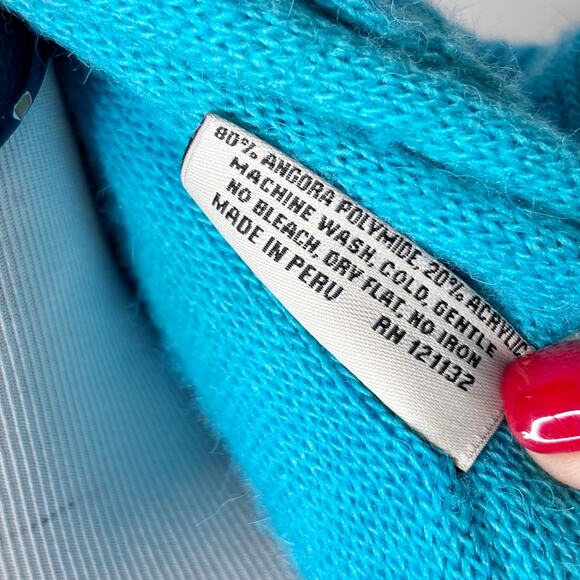 80% ANGORA POLYMIDE, 20% ACRYLIC
MACHINE WASH, COLD, GENTLE
NO BLEACH, DRY FLAT, NO IRON
MADE IN PERU
RN 121132